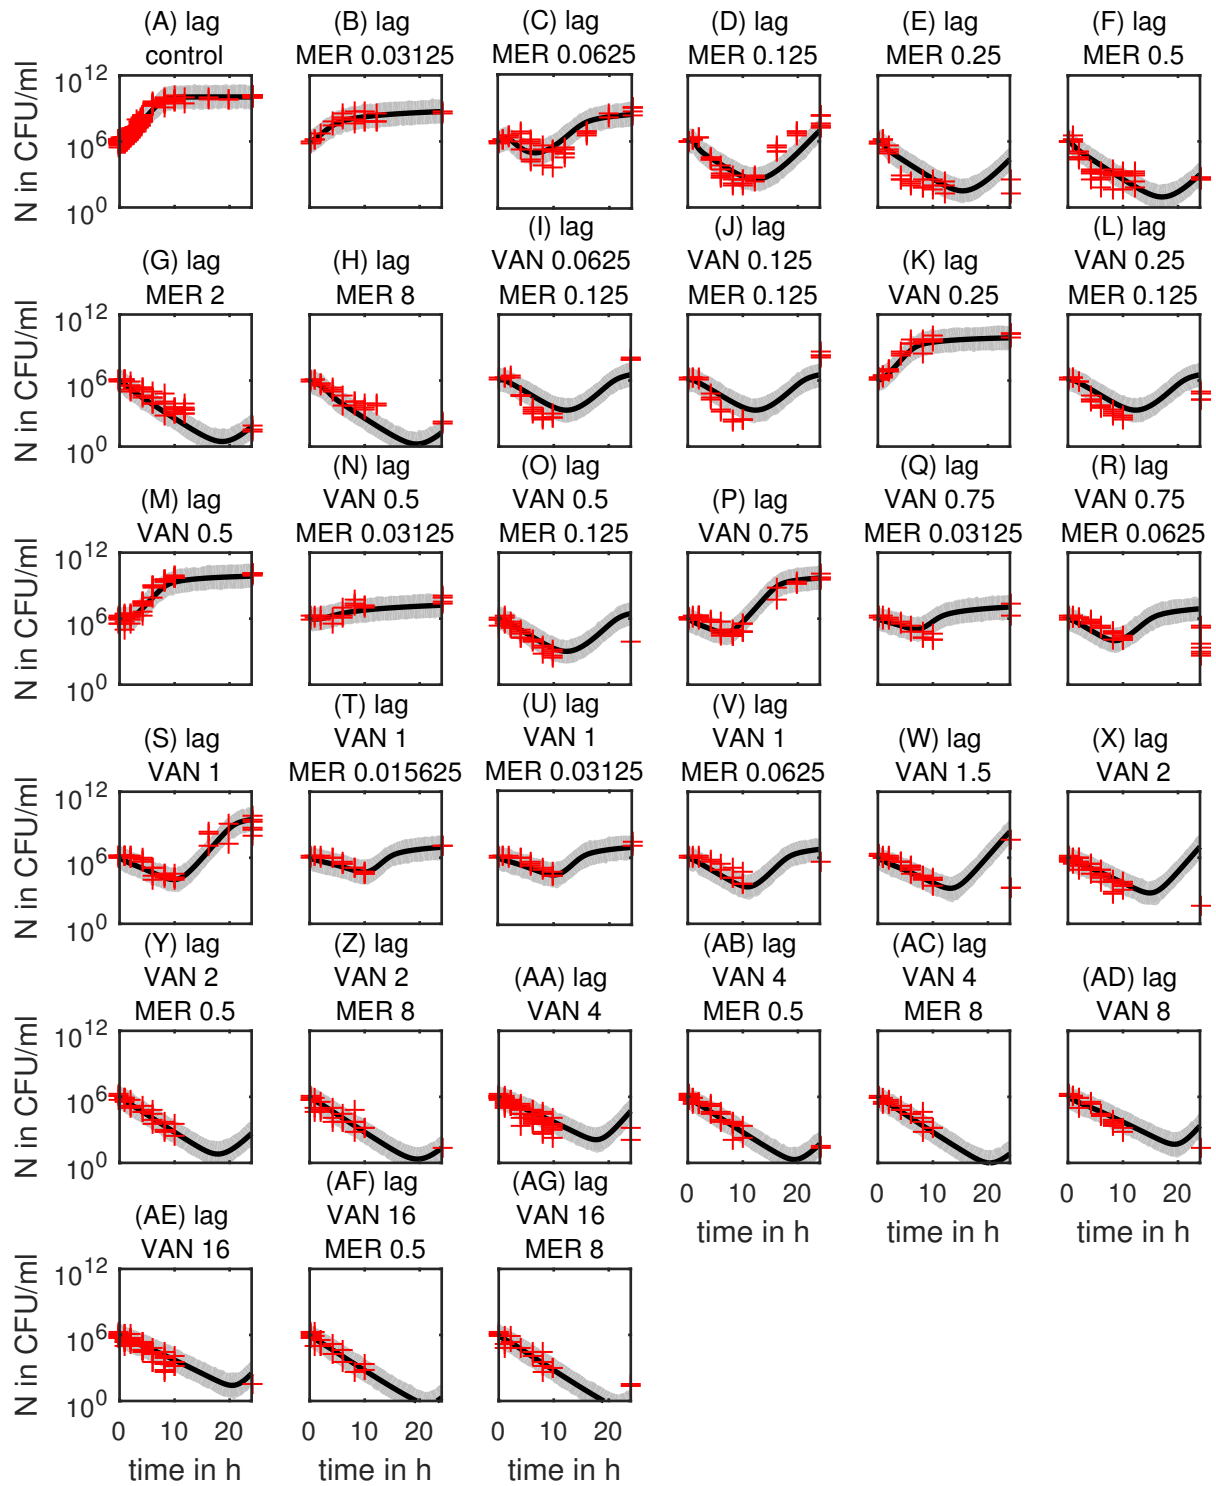 (A) lag
control
(B) lag
MER 0.03125
(C) lag
MER 0.0625
(D) lag
MER 0.125
(E) lag
MER 0.25
(F) lag
MER 0.5
N in CFU/ml
10^12
10^6
10^0
(G) lag
MER 2
(H) lag
MER 8
(I) lag
VAN 0.0625
MER 0.125
(J) lag
VAN 0.125
MER 0.125
(K) lag
VAN 0.25
(L) lag
VAN 0.25
MER 0.125
N in CFU/ml
10^12
10^6
10^0
(M) lag
VAN 0.5
(N) lag
VAN 0.5
MER 0.03125
(O) lag
VAN 0.5
MER 0.125
(P) lag
VAN 0.75
(Q) lag
VAN 0.75
MER 0.03125
(R) lag
VAN 0.75
MER 0.0625
N in CFU/ml
10^12
10^6
10^0
(S) lag
VAN 1
(T) lag
VAN 1
MER 0.015625
(U) lag
VAN 1
MER 0.03125
(V) lag
VAN 1
MER 0.0625
(W) lag
VAN 1.5
(X) lag
VAN 2
N in CFU/ml
10^12
10^6
10^0
(Y) lag
VAN 2
MER 0.5
(Z) lag
VAN 2
MER 8
(AA) lag
VAN 4
(AB) lag
VAN 4
MER 0.5
(AC) lag
VAN 4
MER 8
(AD) lag
VAN 8
N in CFU/ml
10^12
10^6
10^0
0 10 20
time in h
0 10 20
time in h
0 10 20
time in h
(AE) lag
VAN 16
(AF) lag
VAN 16
MER 0.5
(AG) lag
VAN 16
MER 8
N in CFU/ml
10^12
10^6
10^0
0 10 20
time in h
0 10 20
time in h
0 10 20
time in h